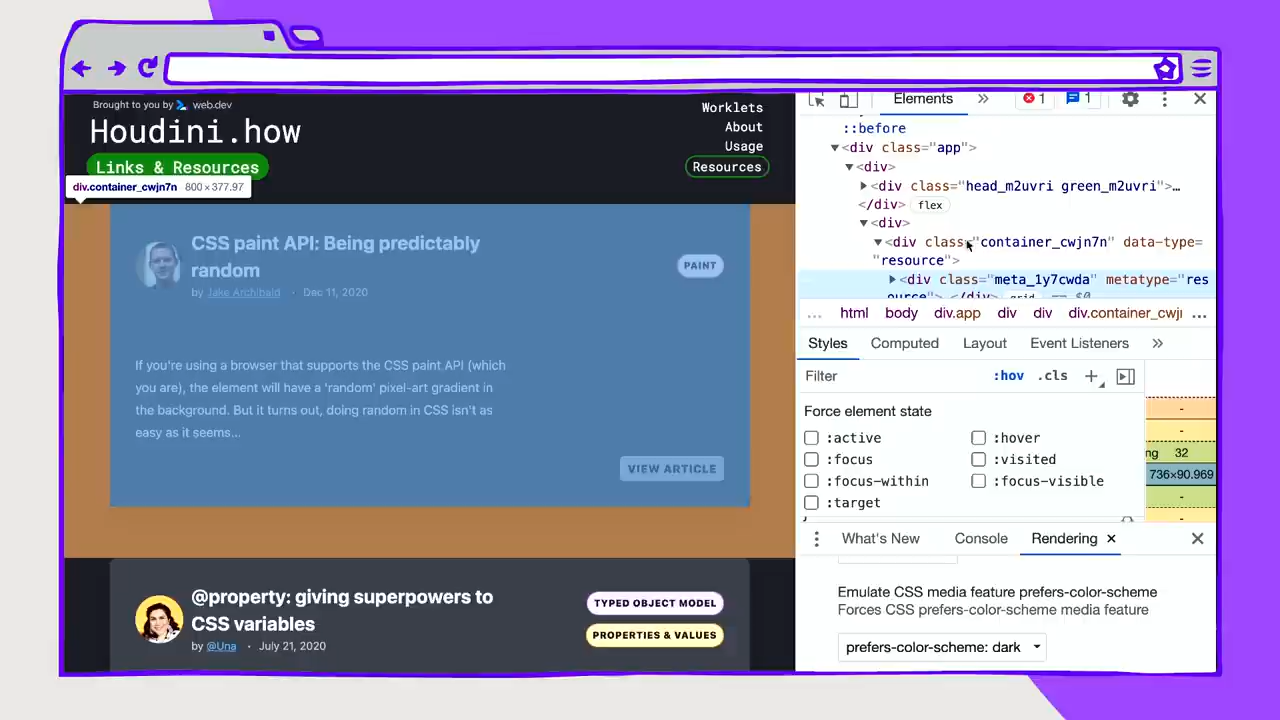 Brought to you by web.dev
Houdini.how
Links & Resources
Worklets
About
Usage
Resources
div.container_cwjn7n 800×377.97
CSS paint API: Being predictably
random
by Jake Archibald · Dec 11, 2020
PAINT
If you're using a browser that supports the CSS paint API (which
you are), the element will have a 'random' pixel-art gradient in
the background. But it turns out, doing random in CSS isn't as
easy as it seems...
VIEW ARTICLE
@property: giving superpowers to
CSS variables
by @Una · July 21, 2020
TYPED OBJECT MODEL
PROPERTIES & VALUES
Elements » 1 1
::before
<div class="app">
<div>
<div class="head_m2uvri green_m2uvri">…
</div> flex
<div>
<div class="container_cwjn7n" data-type=
"resource">
<div class="meta_1y7cwda" metatype="res
ource"> </div> grid == $0
... html body div.app div div div.container_cwjı ...
Styles Computed Layout Event Listeners »
Filter :hov .cls +
Force element state
:active :hover
:focus :visited
:focus-within :focus-visible
:target
-
-
ng 32
736×90.969
-
-
What's New Console Rendering ×
Emulate CSS media feature prefers-color-scheme
Forces CSS prefers-color-scheme media feature
prefers-color-scheme: dark